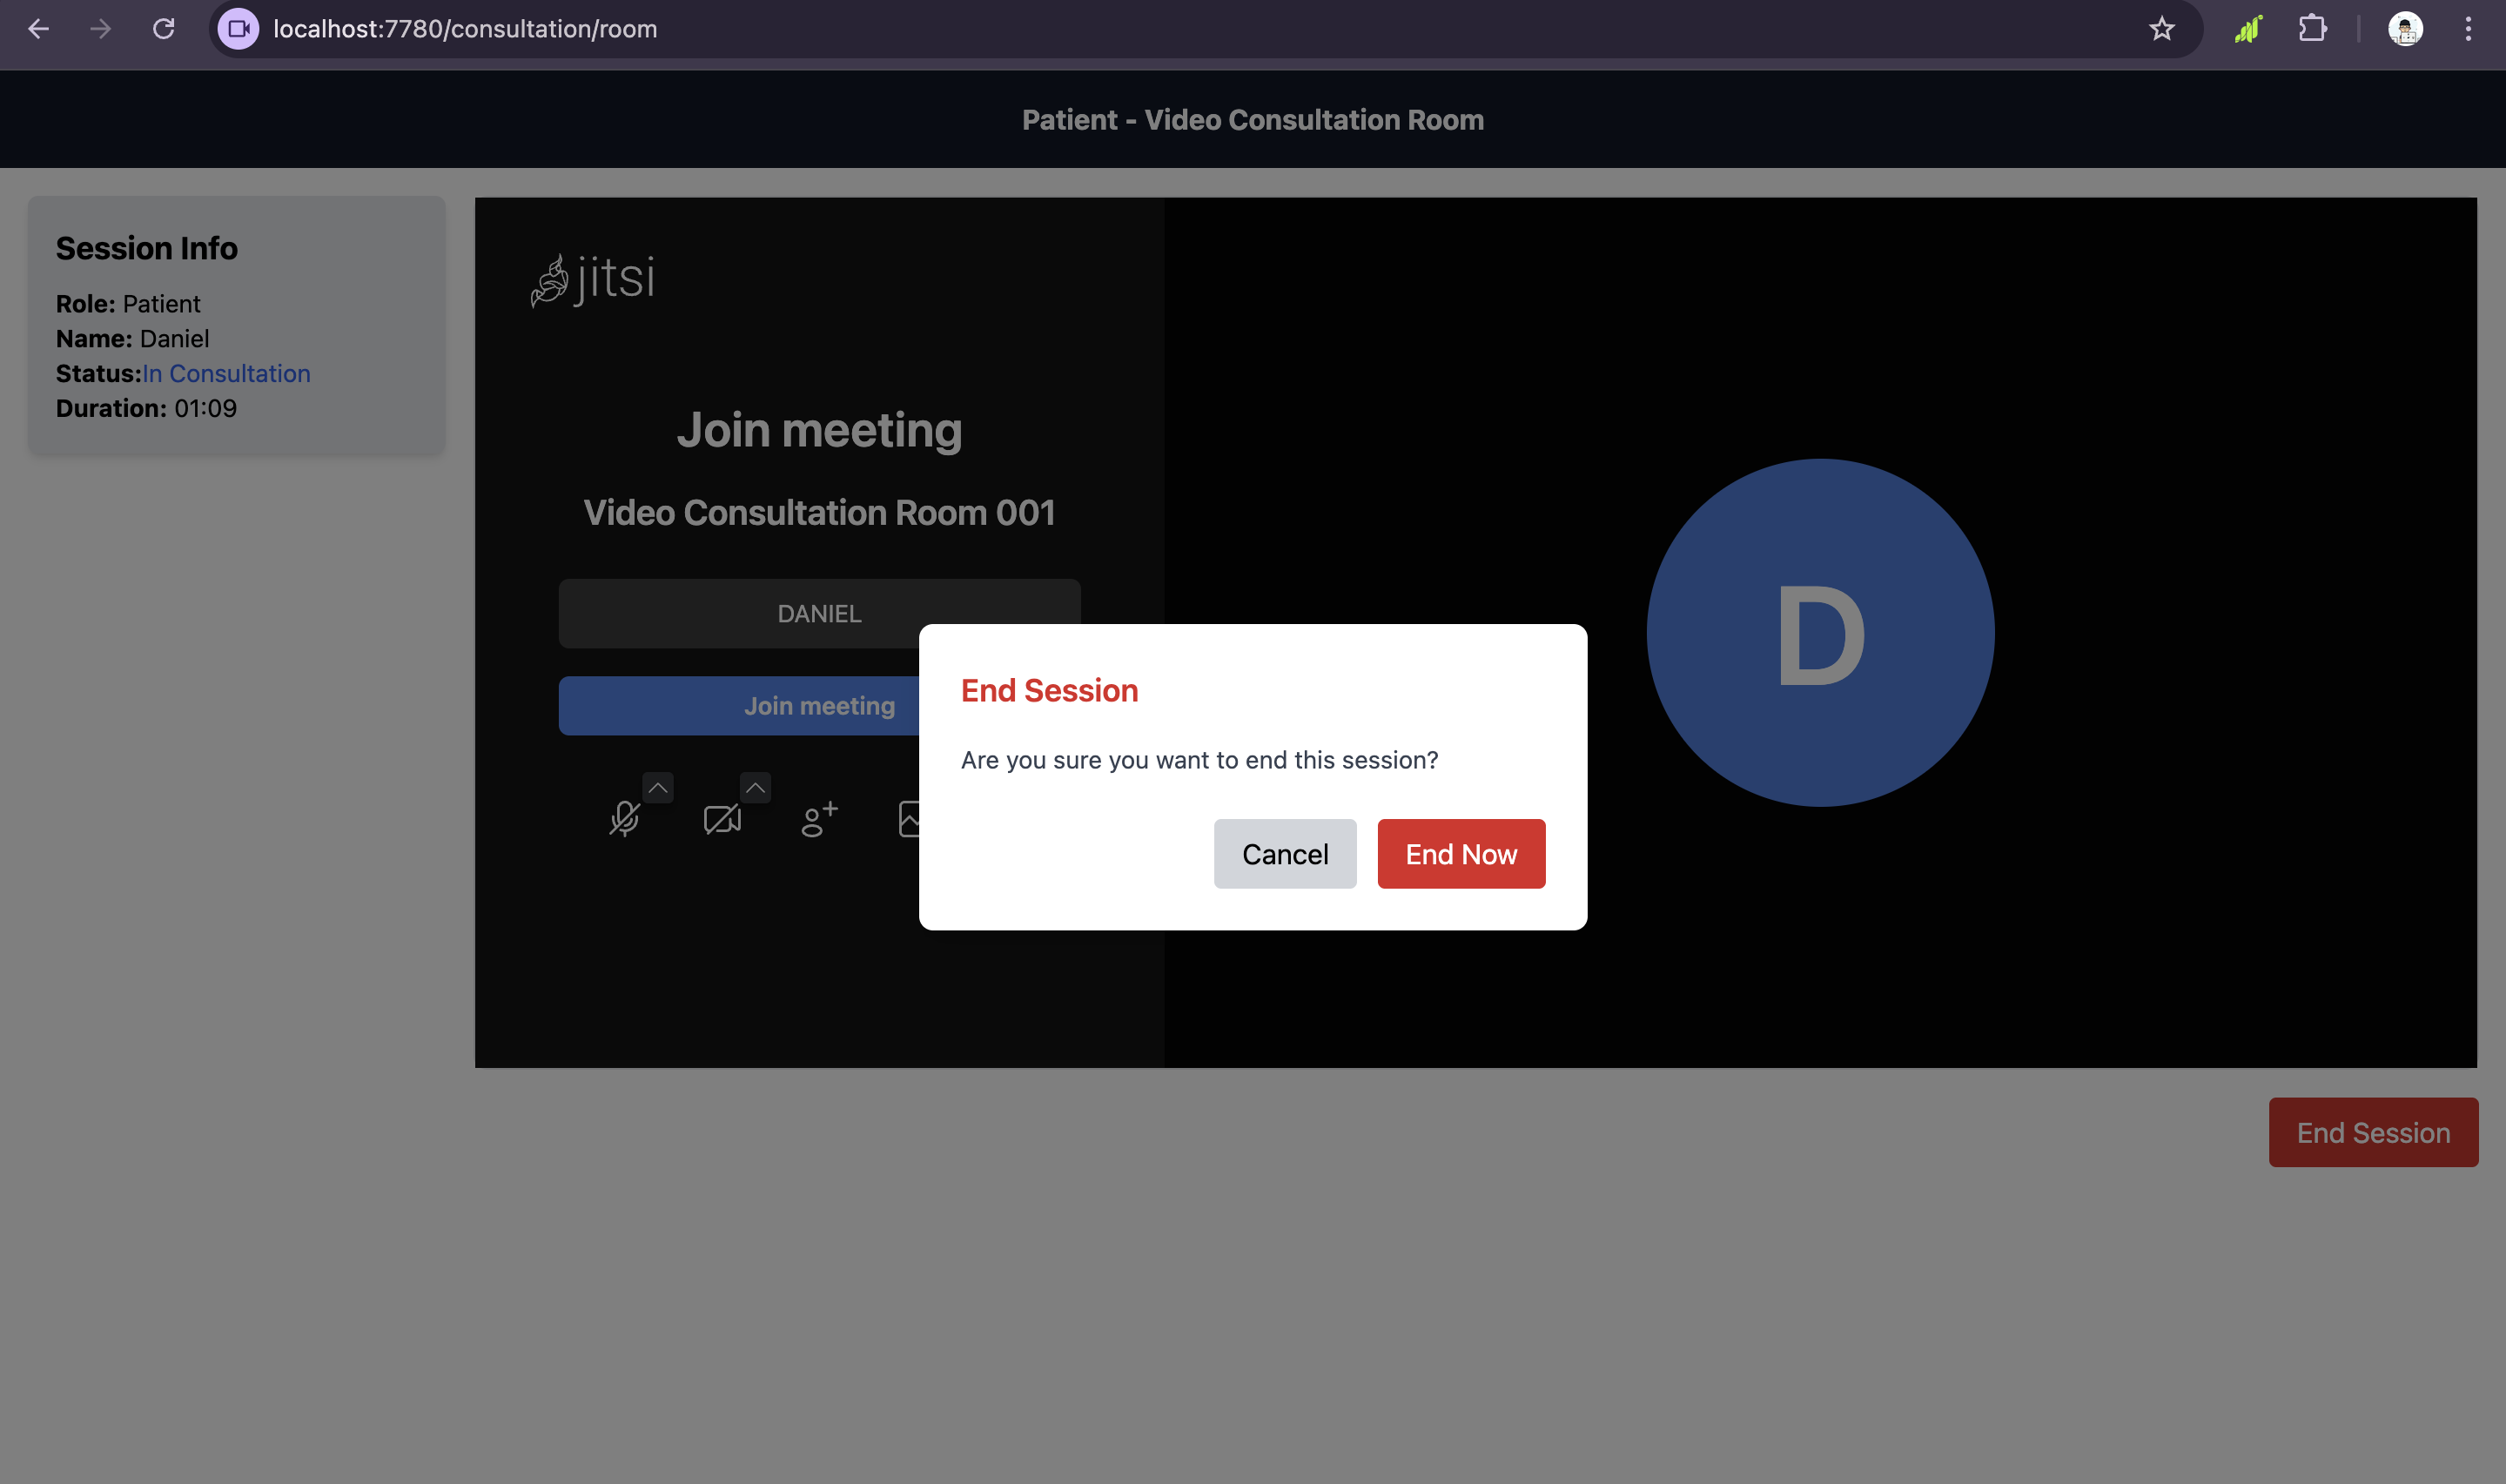 localhost:7780/consultation/room
Patient - Video Consultation Room
Session Info
Role: Patient
Name: Daniel
Status:In Consultation
Duration: 01:09
jitsi
Join meeting
Video Consultation Room 001
DANIEL
Join meeting
D
End Session
Are you sure you want to end this session?
Cancel
End Now
End Session